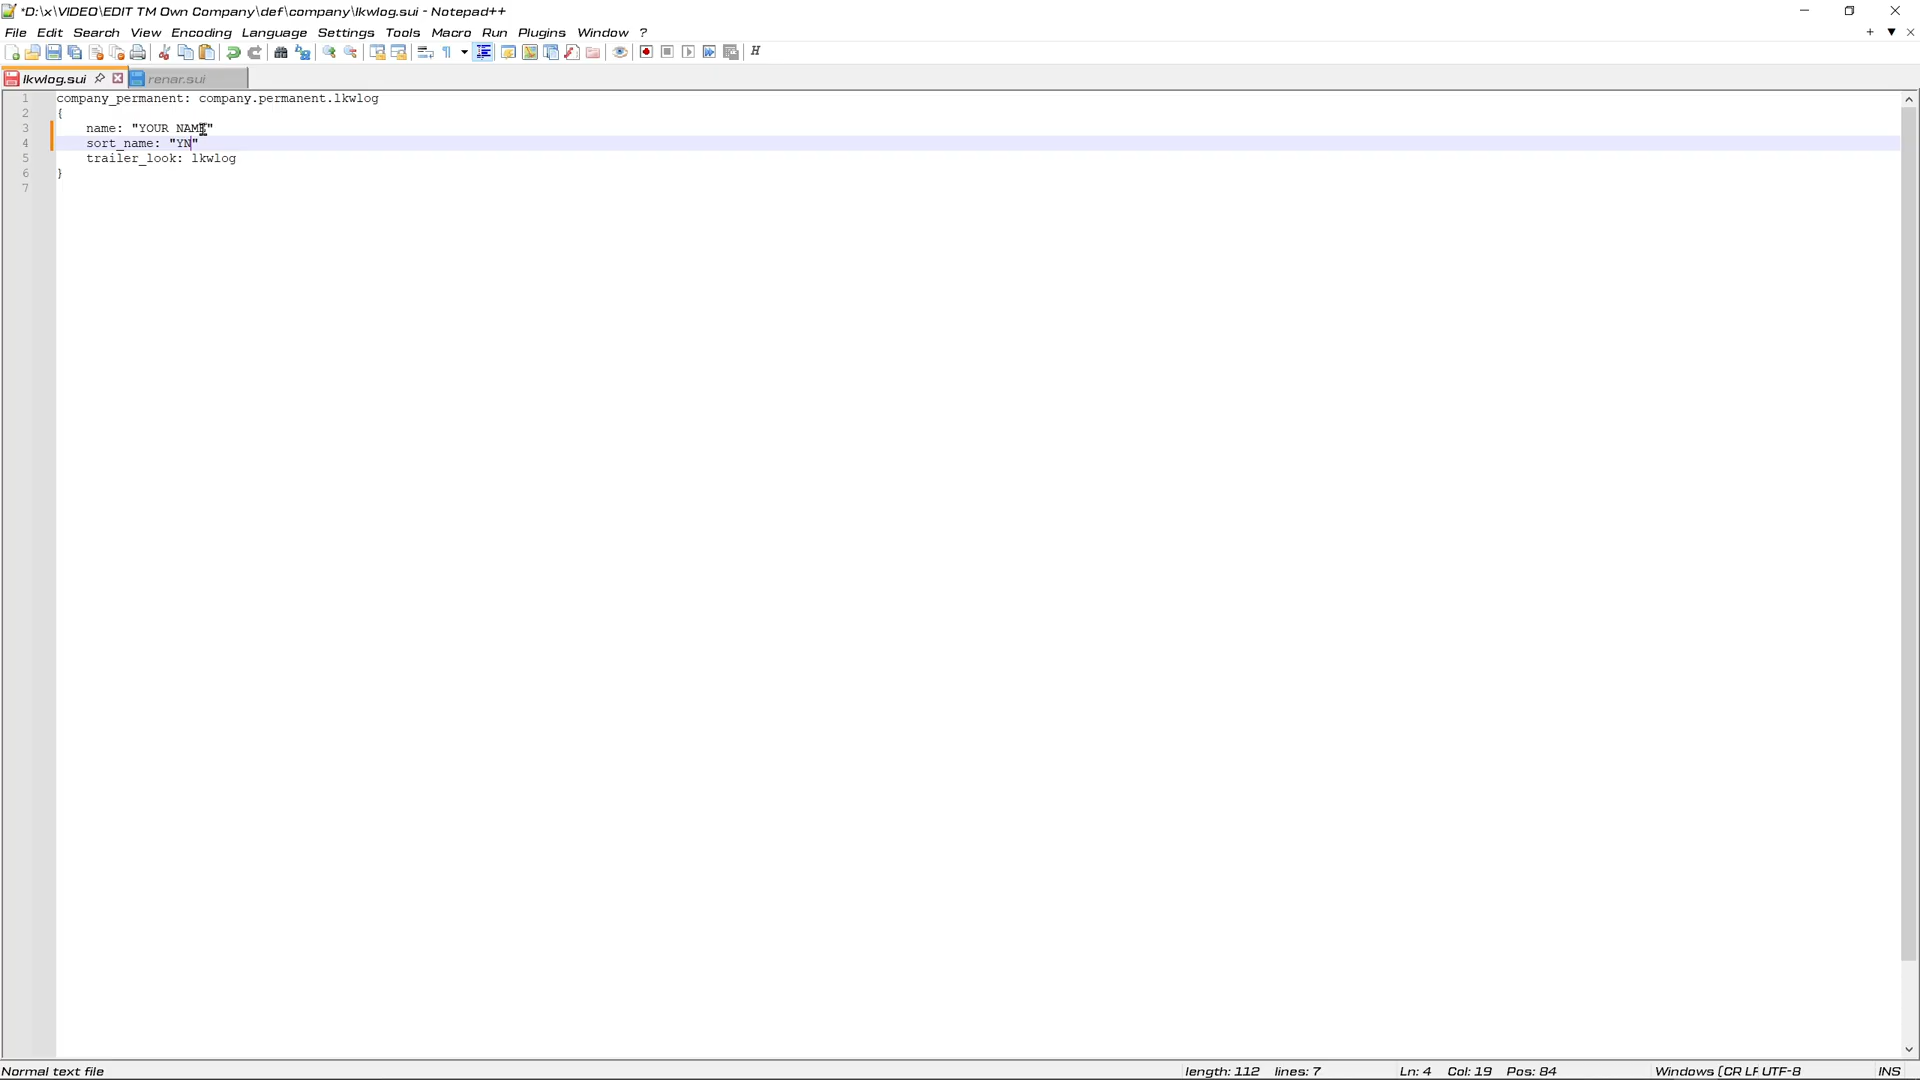 *D:\x\VIDEO\EDIT TM Own Company\def\company\lkwlog.sui - Notepad++
File Edit Search View Encoding Language Settings Tools Macro Run Plugins Window ?
lkwlog.sui renar.sui
1 company_permanent: company.permanent.lkwlog
2 {
3 name: "YOUR NAME"
4 sort_name: "YN"
5 trailer_look: lkwlog
6 }
7
Normal text file length: 112 lines: 7 Ln: 4 Col: 19 Pos: 84 Windows (CR LF UTF-8 INS